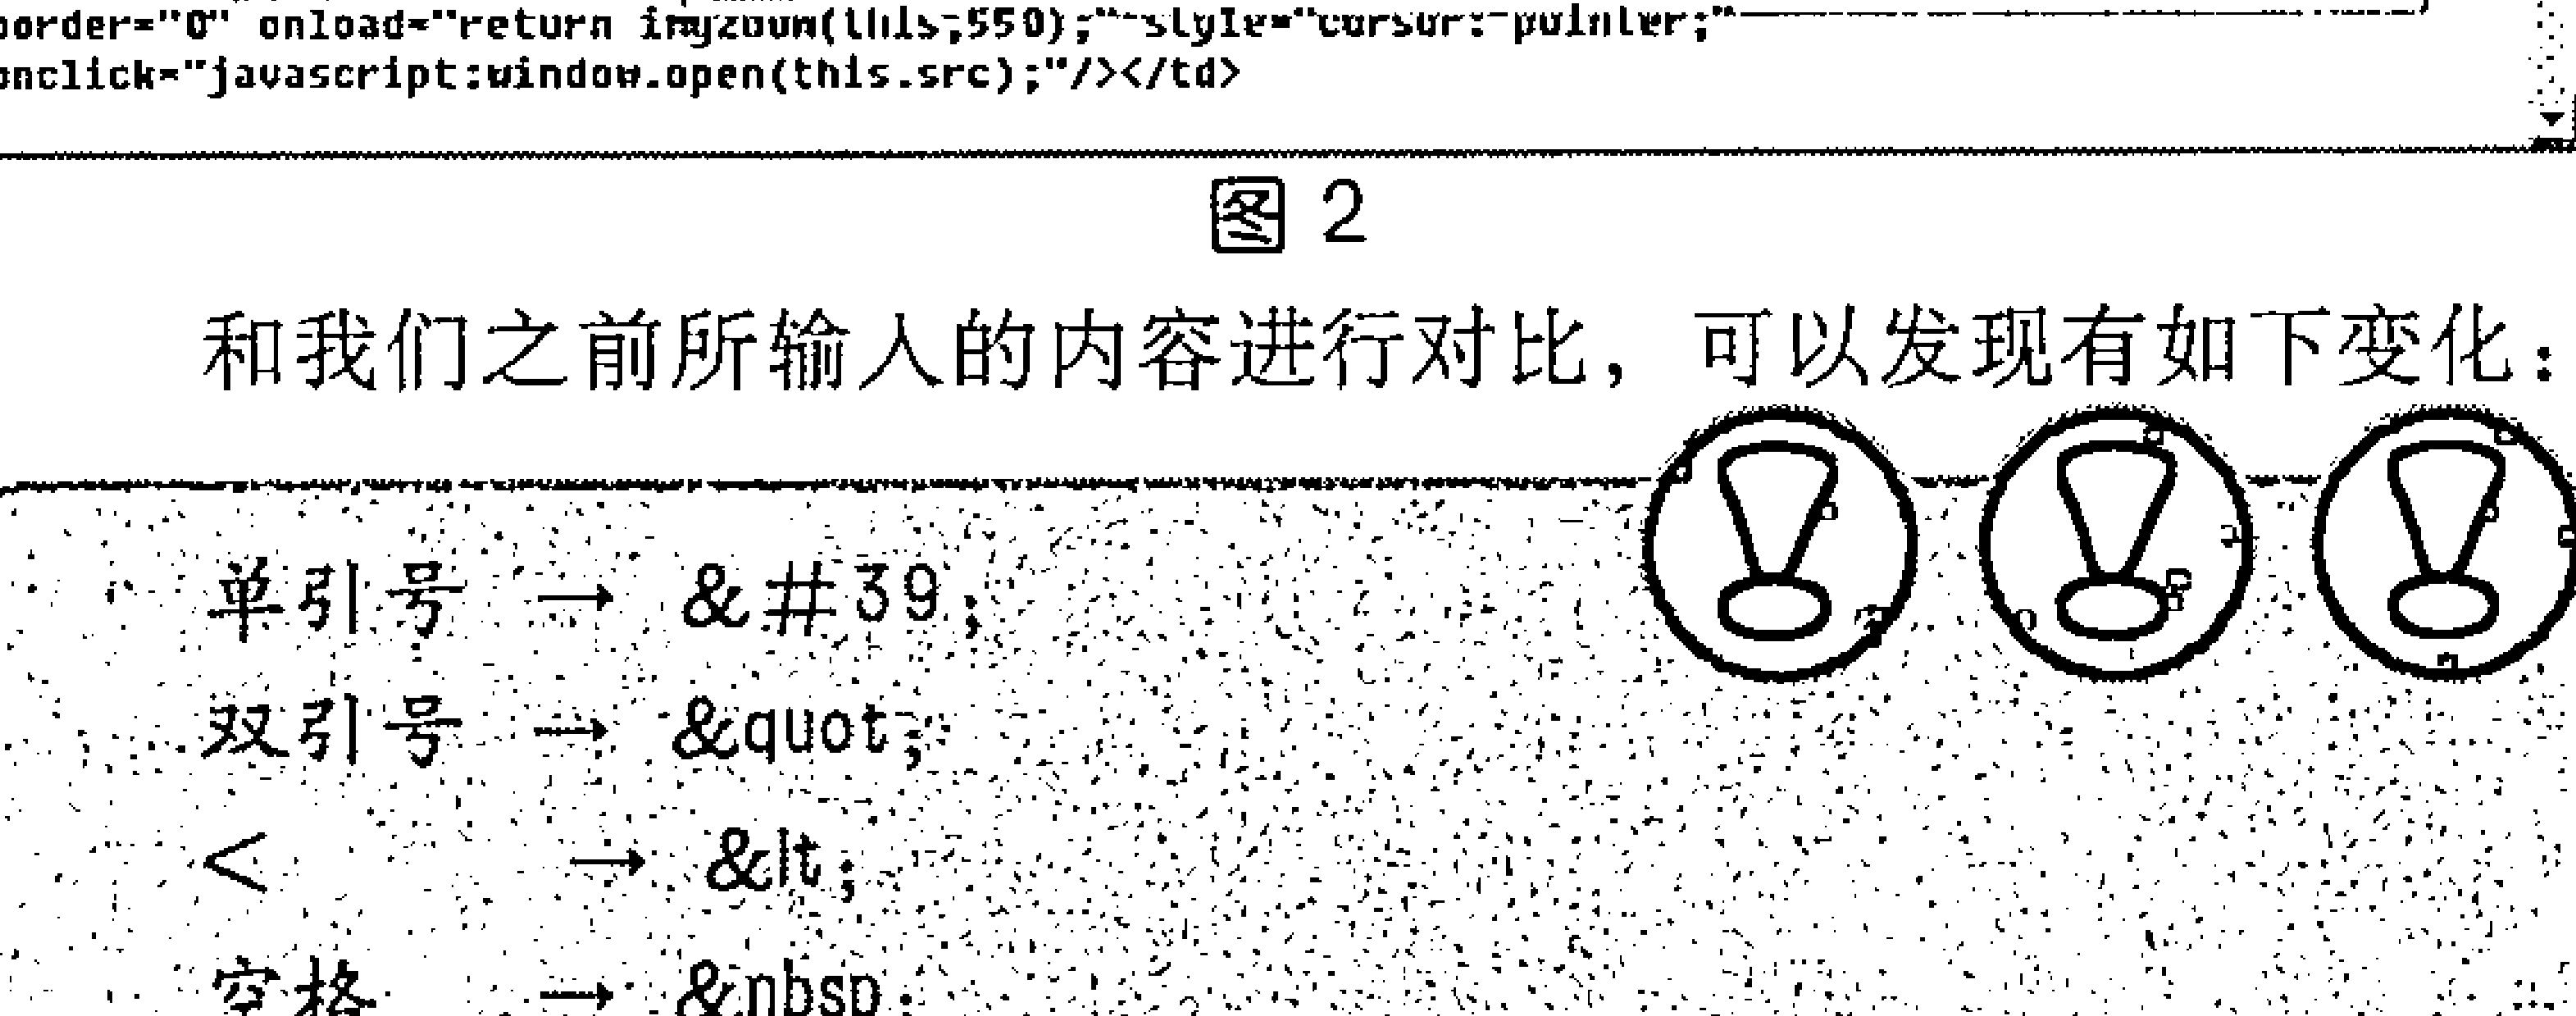 border="0" onload="return imgzoom(this,550);" style="cursor: pointer;"
onclick="javascript:window.open(this.src);"/></td>
图 2
和我们之前所输入的内容进行对比，可以发现有如下变化：
单引号 → &#39;
双引号 → &quot;
< → &lt;
空格 → &nbsp;